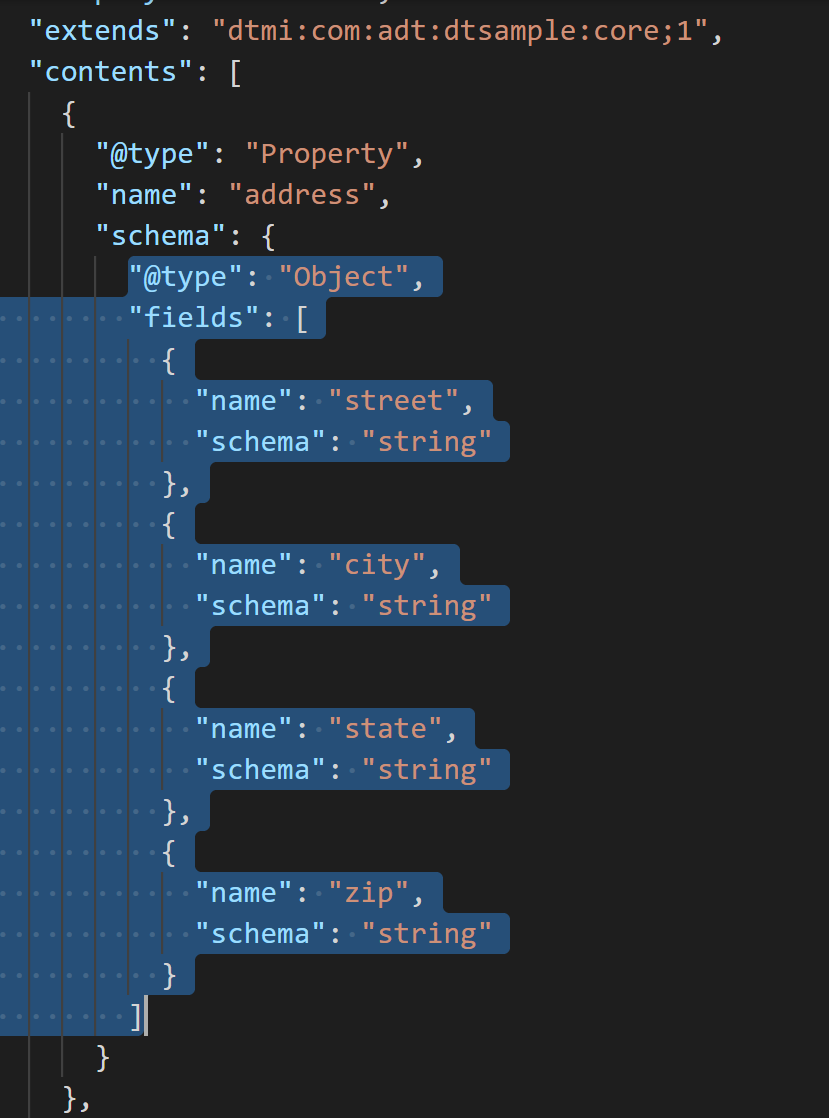 "extends": "dtmi:com:adt:dtsample:core;1",
"contents": [
{
"@type": "Property",
"name": "address",
"schema": {
"@type": "Object",
"fields": [
{
"name": "street",
"schema": "string"
},
{
"name": "city",
"schema": "string"
},
{
"name": "state",
"schema": "string"
},
{
"name": "zip",
"schema": "string"
}
]
}
},